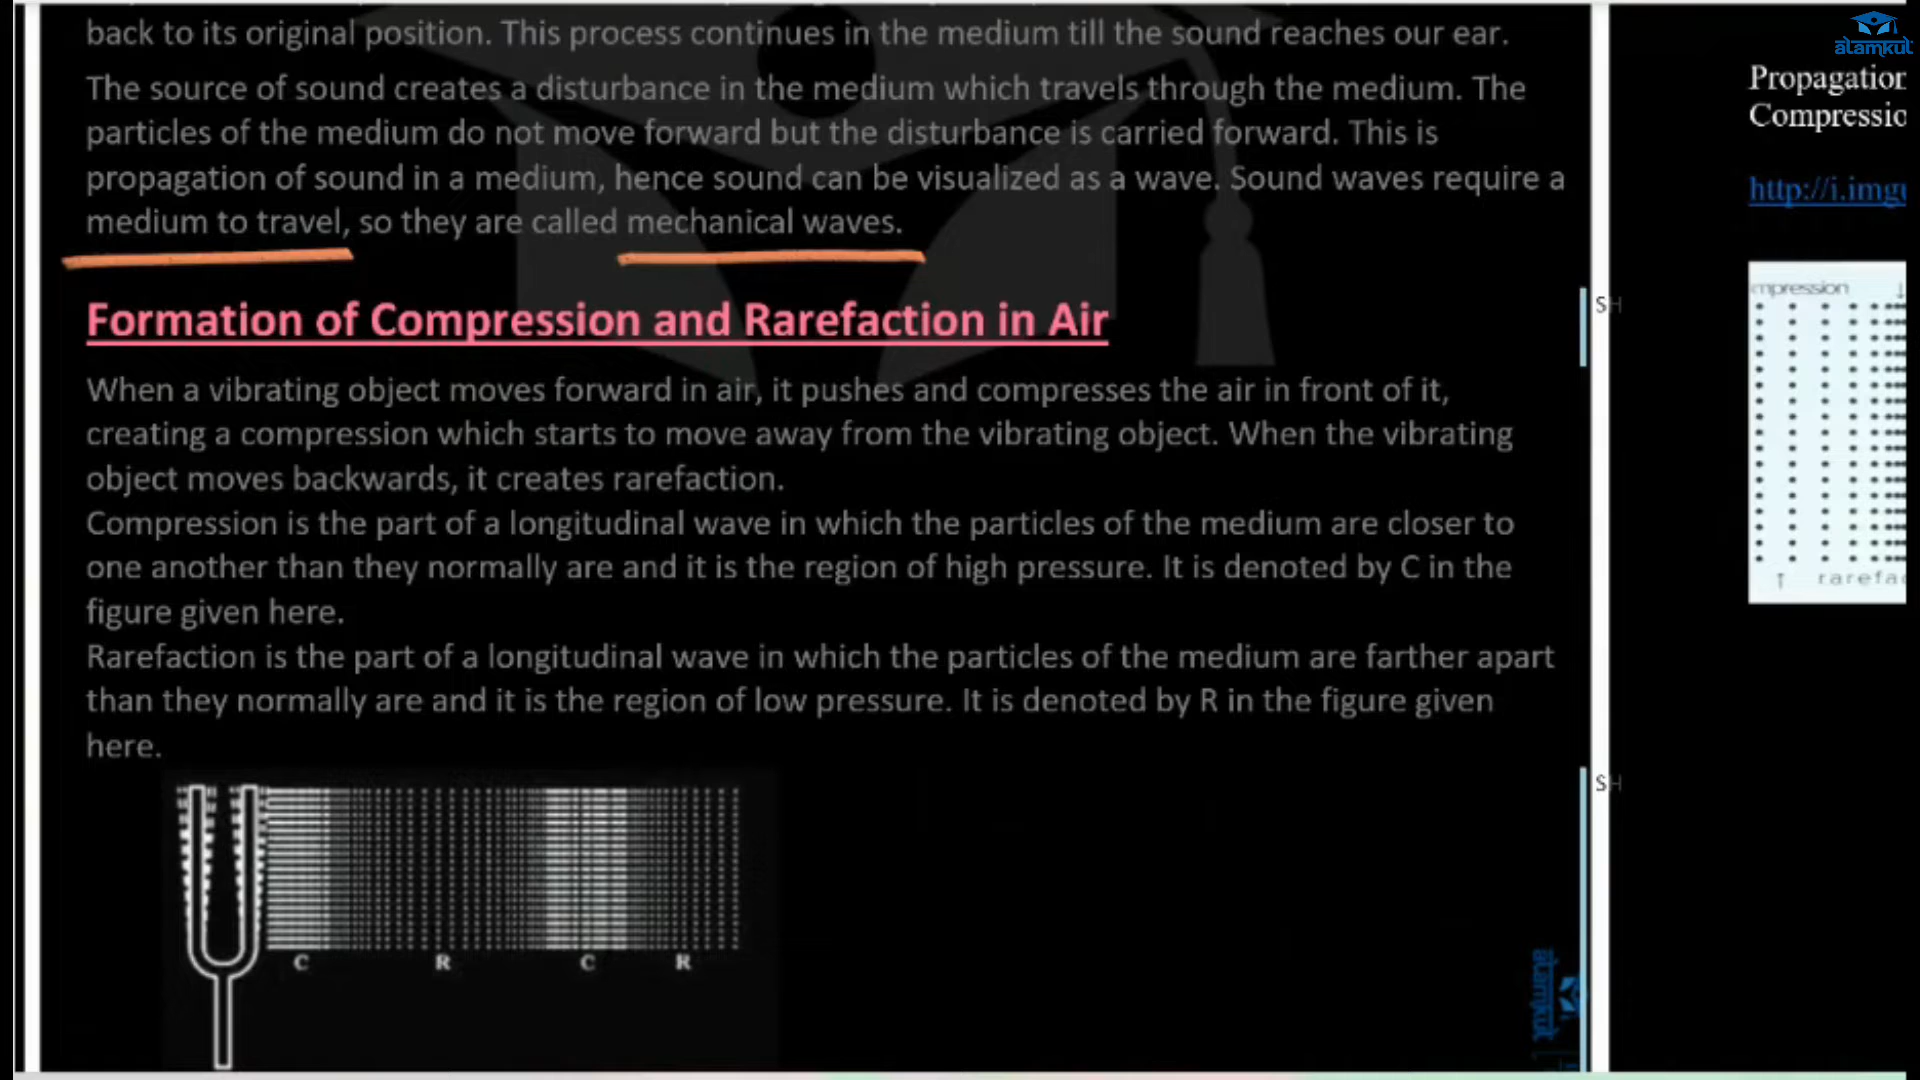 back to its original position. This process continues in the medium till the sound reaches our ear.
The source of sound creates a disturbance in the medium which travels through the medium. The
particles of the medium do not move forward but the disturbance is carried forward. This is
propagation of sound in a medium, hence sound can be visualized as a wave. Sound waves require a
medium to travel, so they are called mechanical waves.
Formation of Compression and Rarefaction in Air
When a vibrating object moves forward in air, it pushes and compresses the air in front of it,
creating a compression which starts to move away from the vibrating object. When the vibrating
object moves backwards, it creates rarefaction.
Compression is the part of a longitudinal wave in which the particles of the medium are closer to
one another than they normally are and it is the region of high pressure. It is denoted by C in the
figure given here.
Rarefaction is the part of a longitudinal wave in which the particles of the medium are farther apart
than they normally are and it is the region of low pressure. It is denoted by R in the figure given
here.
C R C R
SH
SH
alamkut
Propagation
Compressio
http://i.imgu
mpression
rarefac
alamkut